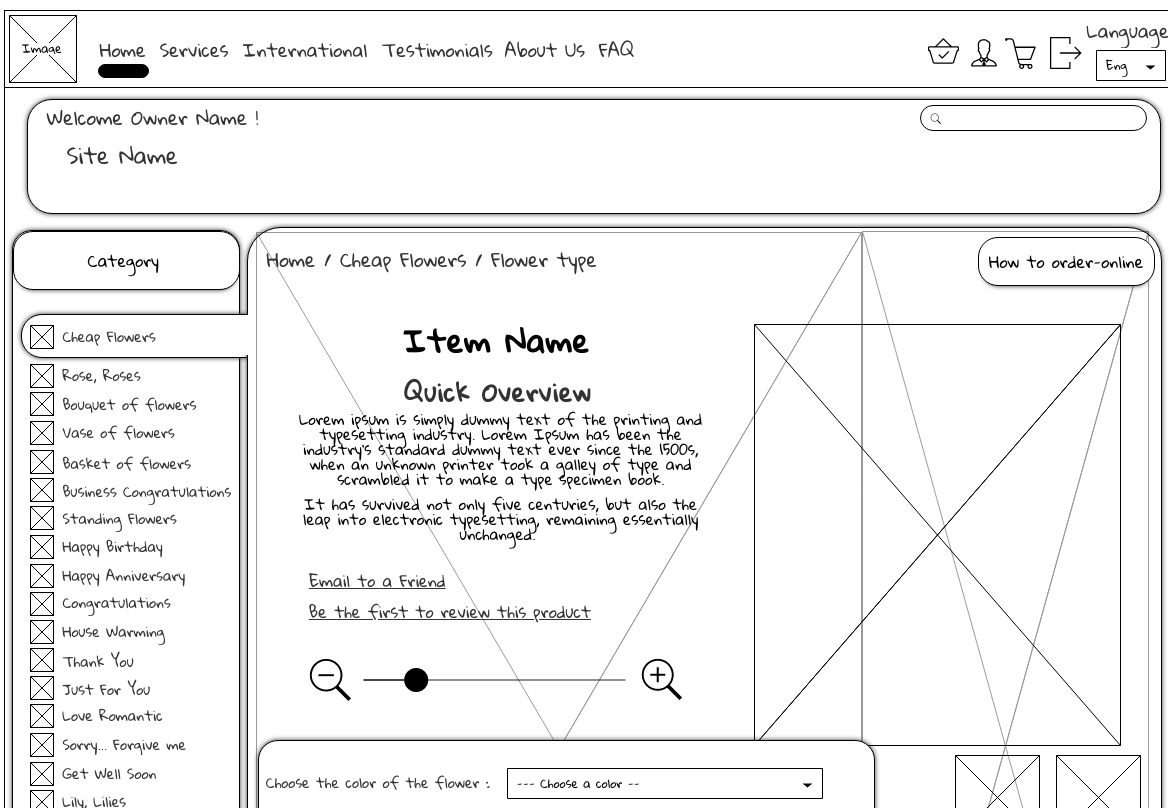 Image
Home Services International Testimonials About Us FAQ
Language
Eng
Welcome Owner Name !
Site Name
Category
Home / Cheap Flowers / Flower type
How to order-online
Cheap Flowers
Rose, Roses
Bouquet of flowers
Vase of flowers
Basket of flowers
Business Congratulations
Standing Flowers
Happy Birthday
Happy Anniversary
Congratulations
House Warming
Thank You
Just For You
Love Romantic
Sorry... Forgive me
Get Well Soon
Lily, Lilies
Item Name
Quick Overview
Lorem ipsum is simply dummy text of the printing and
typesetting industry. Lorem Ipsum has been the
industry's standard dummy text ever since the 1500s,
when an unknown printer took a galley of type and
scrambled it to make a type specimen book.
It has survived not only five centuries, but also the
leap into electronic typesetting, remaining essentially
unchanged.
Email to a Friend
Be the first to review this product
Choose the color of the flower :
--- Choose a color --